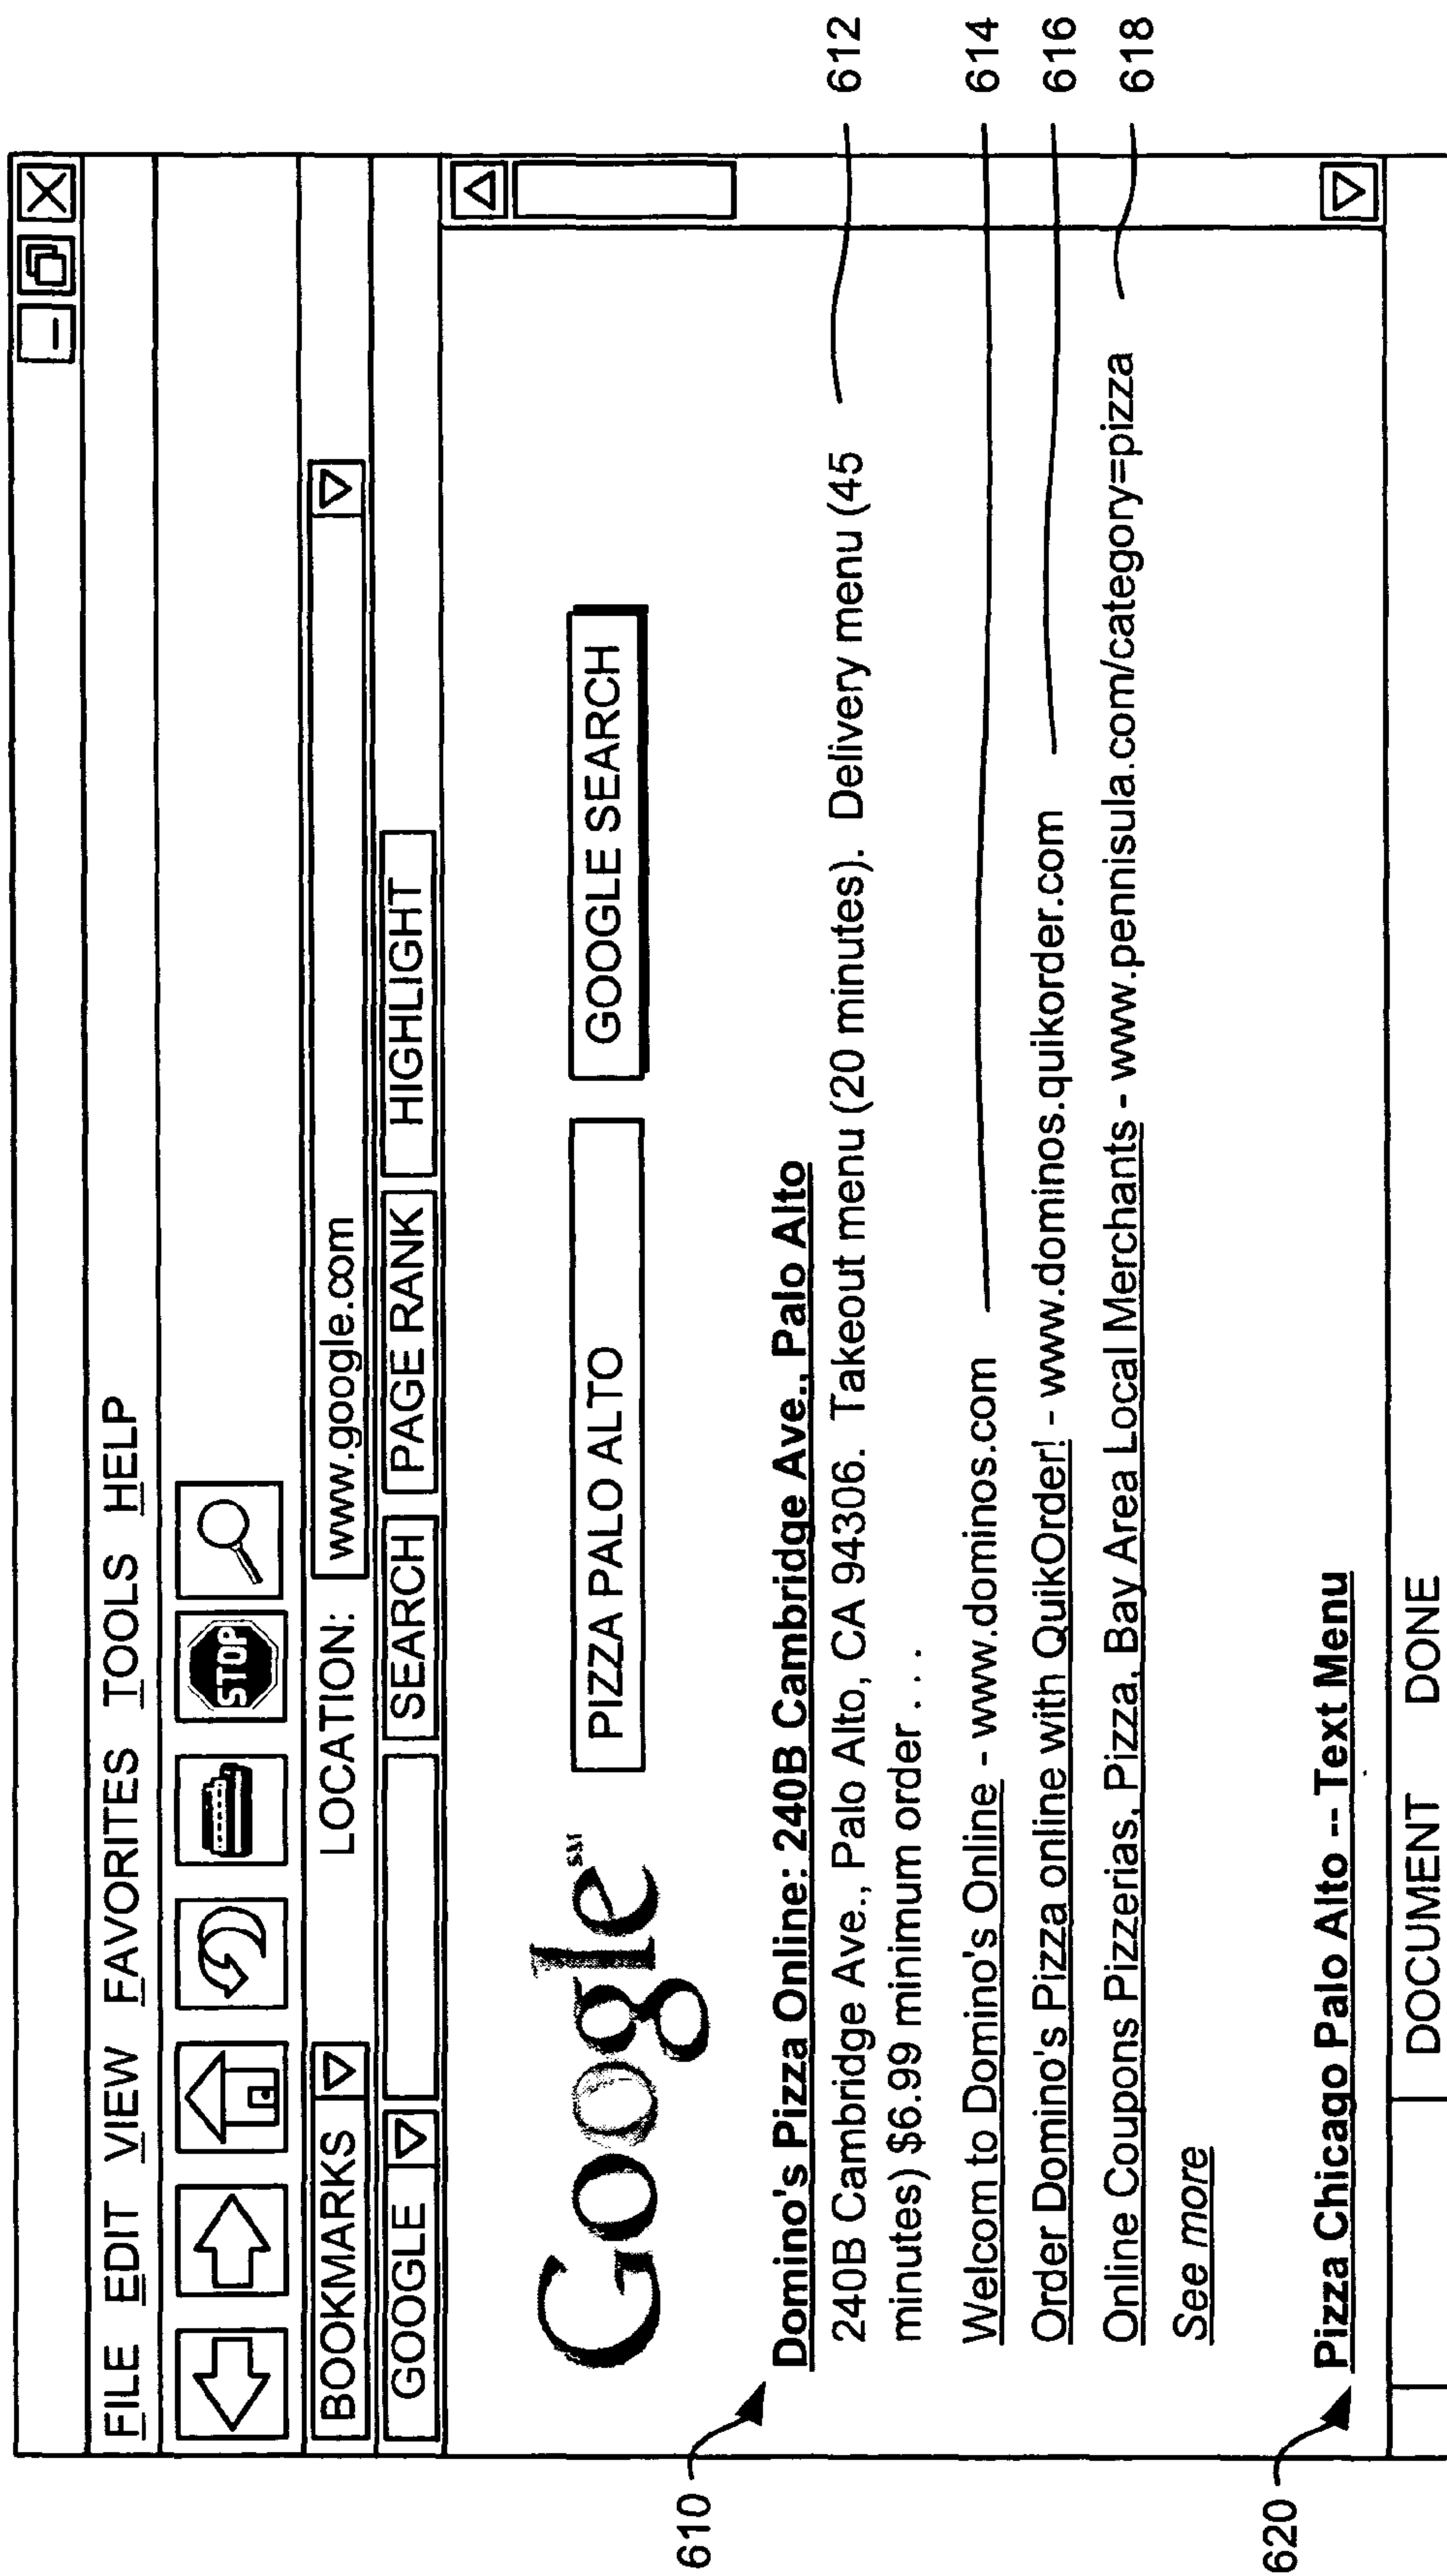 FILE EDIT VIEW FAVORITES TOOLS HELP
STOP
BOOKMARKS LOCATION: www.google.com
GOOGLE SEARCH PAGE RANK HIGHLIGHT
Google SM PIZZA PALO ALTO GOOGLE SEARCH
610
Domino's Pizza Online: 240B Cambridge Ave., Palo Alto
240B Cambridge Ave., Palo Alto, CA 94306. Takeout menu (20 minutes). Delivery menu (45 612
minutes) $6.99 minimum order . . .
Welcom to Domino's Online - www.dominos.com 614
Order Domino's Pizza online with QuikOrder! - www.dominos.quikorder.com 616
Online Coupons Pizzerias, Pizza, Bay Area Local Merchants - www.pennisula.com/category=pizza 618
See more
620
Pizza Chicago Palo Alto -- Text Menu
DOCUMENT DONE